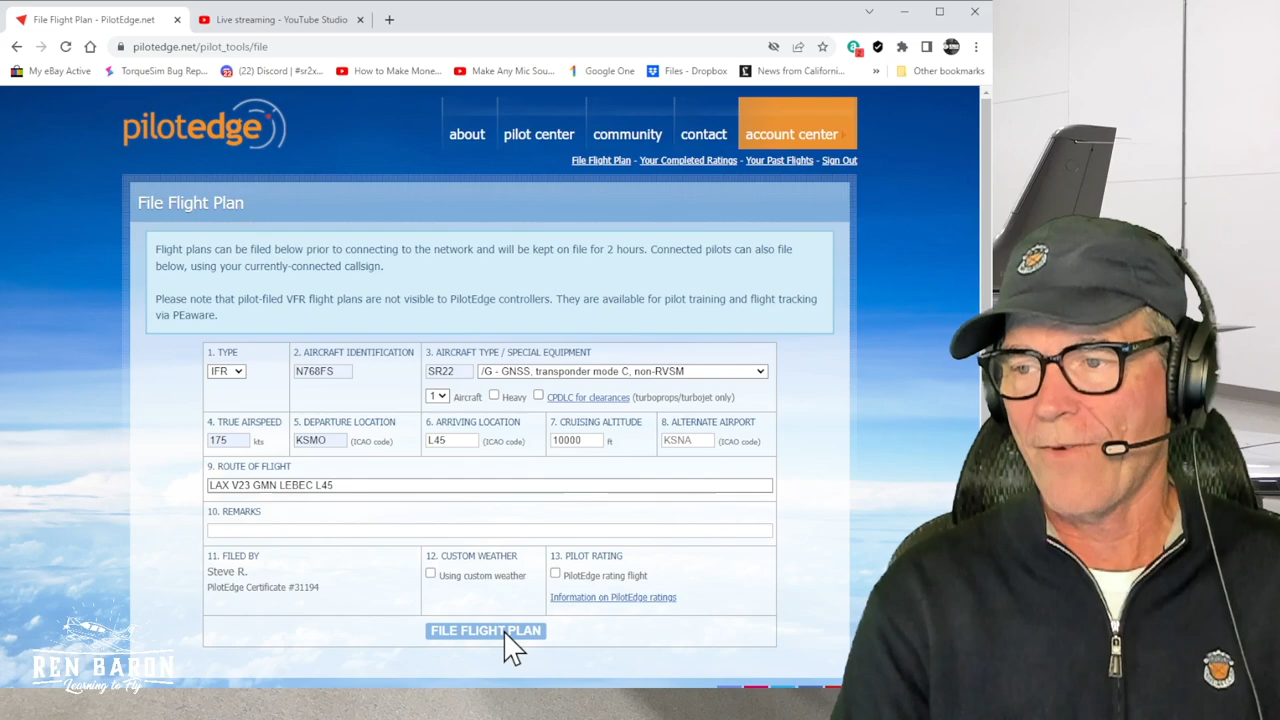 File Flight Plan - PilotEdge.net
Live streaming - YouTube Studio
pilotedge.net/pilot_tools/file
2
My eBay Active
TorqueSim Bug Rep...
(22) Discord | #sr2x...
How to Make Mone...
Make Any Mic Sou...
Google One
Files - Dropbox
News from Californi...
»
Other bookmarks
pilotedge
about
pilot center
community
contact
account center
File Flight Plan - Your Completed Ratings - Your Past Flights - Sign Out
File Flight Plan
Flight plans can be filed below prior to connecting to the network and will be kept on file for 2 hours. Connected pilots can also file
below, using your currently-connected callsign.
Please note that pilot-filed VFR flight plans are not visible to PilotEdge controllers. They are available for pilot training and flight tracking
via PEaware.
1. TYPE
2. AIRCRAFT IDENTIFICATION
3. AIRCRAFT TYPE / SPECIAL EQUIPMENT
IFR
N768FS
SR22
/G - GNSS, transponder mode C, non-RVSM
1
Aircraft
Heavy
CPDLC for clearances (turboprops/turbojet only)
4. TRUE AIRSPEED
5. DEPARTURE LOCATION
6. ARRIVING LOCATION
7. CRUISING ALTITUDE
8. ALTERNATE AIRPORT
175 kts
KSMO (ICAO code)
L45 (ICAO code)
10000 ft
KSNA (ICAO code)
9. ROUTE OF FLIGHT
LAX V23 GMN LEBEC L45
10. REMARKS
11. FILED BY
12. CUSTOM WEATHER
13. PILOT RATING
Steve R.
Using custom weather
PilotEdge rating flight
PilotEdge Certificate #31194
Information on PilotEdge ratings
FILE FLIGHT PLAN
REN BARON
Learning to Fly